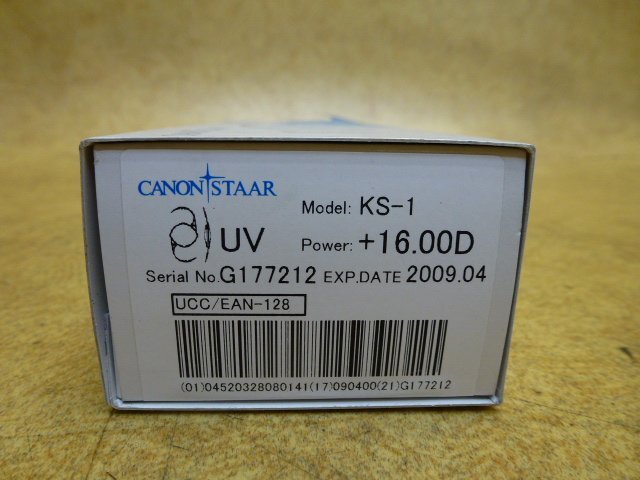 CANON STAAR
Model: KS-1
UV Power: +16.00D
Serial No.G177212 EXP.DATE 2009.04
UCC/EAN-128
(01)04520328080141(17)090400(21)G177212